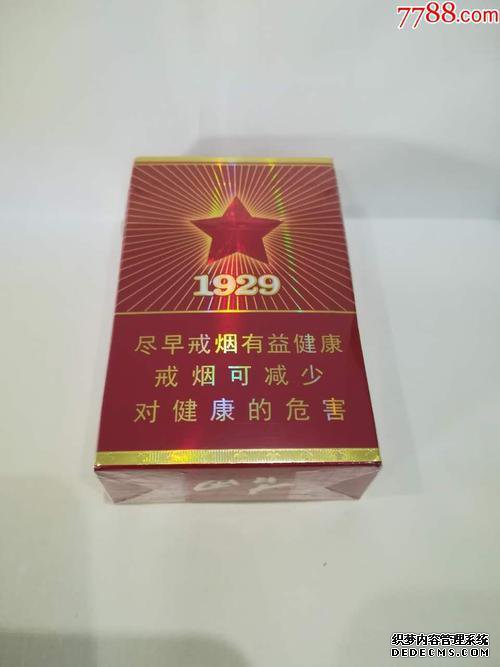 7788.com
1929
尽早戒烟有益健康
戒烟可减少
对健康的危害
织梦内容管理系统
DEDECMS.COM